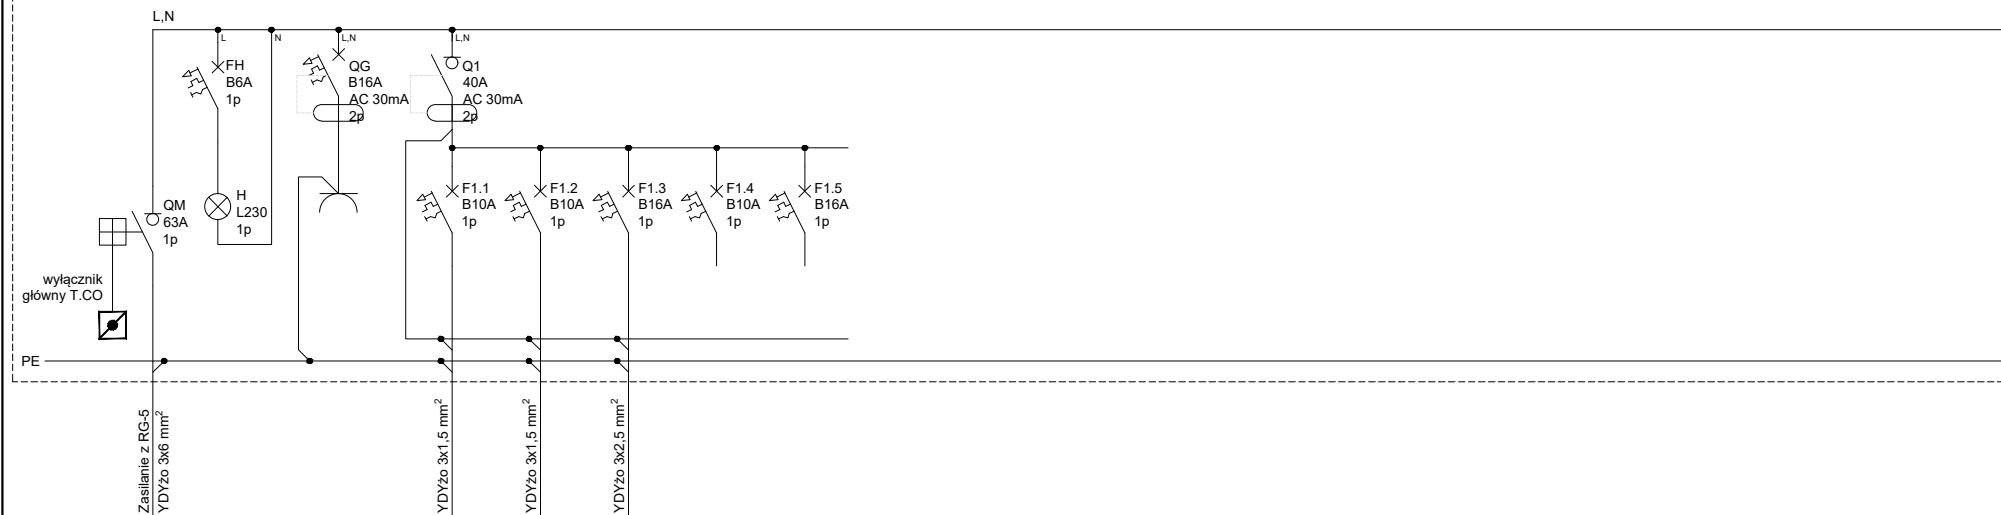 L,N
L
N
L,N
L,N
FH
B6A
1p
QG
B16A
AC 30mA
2p
Q1
40A
AC 30mA
2p
H
L230
1p
QM
63A
1p
F1.1
B10A
1p
F1.2
B10A
1p
F1.3
B16A
1p
F1.4
B10A
1p
F1.5
B16A
1p
wyłącznik
główny T.CO
PE
Zasilanie z RG-5
YDYżo 3x6 mm²
YDYżo 3x1,5 mm²
YDYżo 3x1,5 mm²
YDYżo 3x2,5 mm²